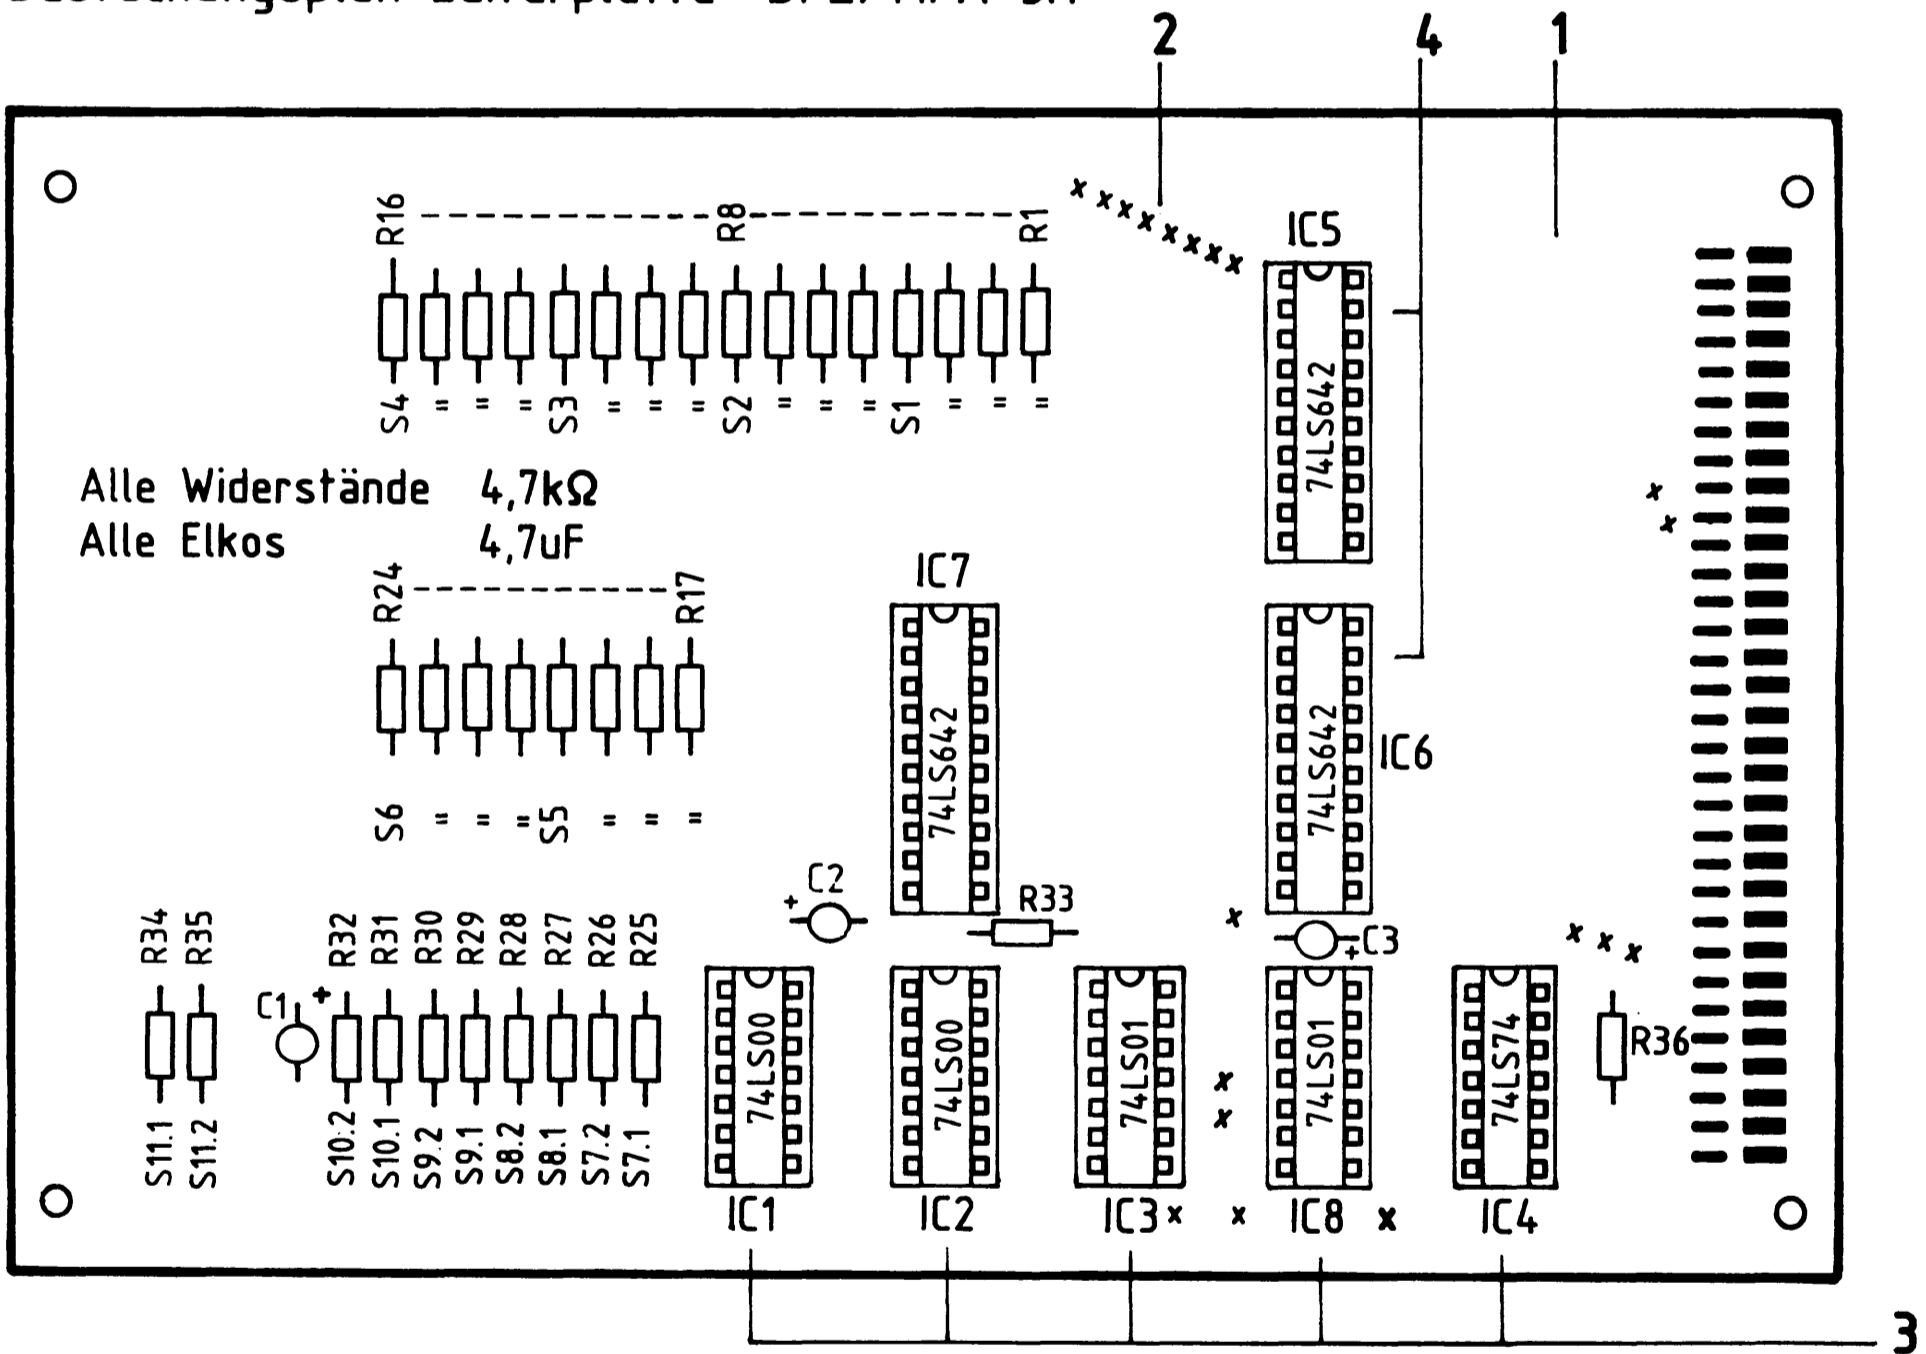 2 4 1
R16 R8 R1
IC5
74LS642
S4 " " " S3 " " " S2 " " " S1 " " "
Alle Widerstände 4,7kΩ
Alle Elkos 4,7uF
R24 R17
IC7
74LS642
74LS642
IC6
S6 " " " S5 " " "
C2
+
R33
+C3
R34 R35 R32 R31 R30 R29 R28 R27 R26 R25
C1 +
74LS00 74LS00 74LS01 74LS01 74LS74
R36
S11.1 S11.2 S10.2 S10.1 S9.2 S9.1 S8.2 S8.1 S7.2 S7.1
IC1 IC2 IC3 IC8 IC4
3